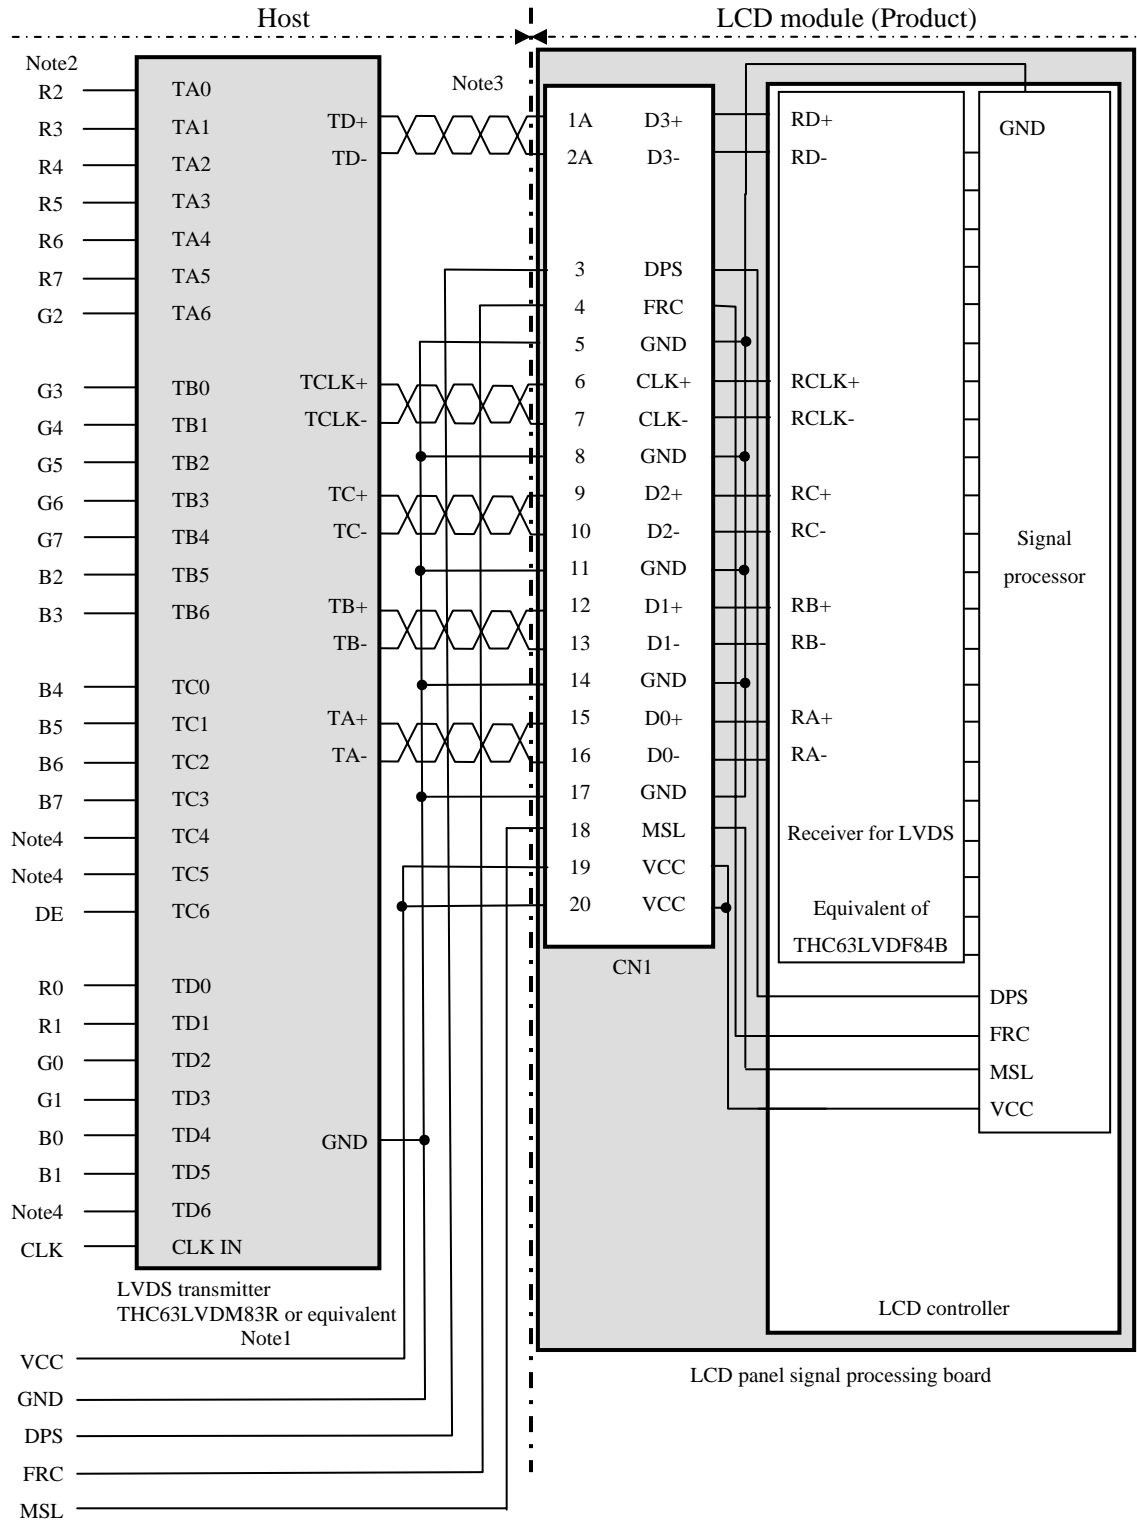 Host
LCD module (Product)
Note2
Note3
R2 TA0
R3 TA1 TD+ 1A D3+ RD+ GND
R4 TA2 TD- 2A D3- RD-
R5 TA3
R6 TA4
R7 TA5 3 DPS
G2 TA6 4 FRC
5 GND
G3 TB0 TCLK+ 6 CLK+ RCLK+
G4 TB1 TCLK- 7 CLK- RCLK-
G5 TB2 8 GND
G6 TB3 TC+ 9 D2+ RC+
G7 TB4 TC- 10 D2- RC- Signal
B2 TB5 11 GND processor
B3 TB6 TB+ 12 D1+ RB+
TB- 13 D1- RB-
B4 TC0 14 GND
B5 TC1 TA+ 15 D0+ RA+
B6 TC2 TA- 16 D0- RA-
B7 TC3 17 GND
Note4 TC4 18 MSL Receiver for LVDS
Note4 TC5 19 VCC
DE TC6 20 VCC Equivalent of
THC63LVDF84B
CN1
R0 TD0 DPS
R1 TD1 FRC
G0 TD2 MSL
G1 TD3 VCC
B0 TD4 GND
B1 TD5
Note4 TD6
CLK CLK IN
LVDS transmitter
THC63LVDM83R or equivalent
Note1
LCD controller
LCD panel signal processing board
VCC
GND
DPS
FRC
MSL